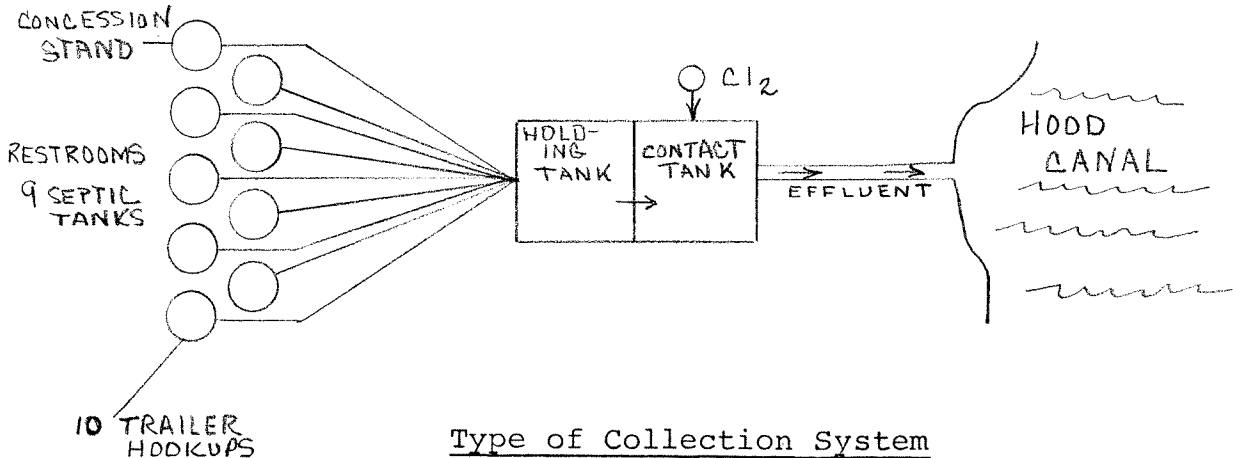 CONCESSION
STAND
RESTROOMS
9 SEPTIC
TANKS
10 TRAILER
HOOKUPS
HOLD-
ING
TANK
Cl2
CONTACT
TANK
EFFLUENT
HOOD
CANAL
Type of Collection System